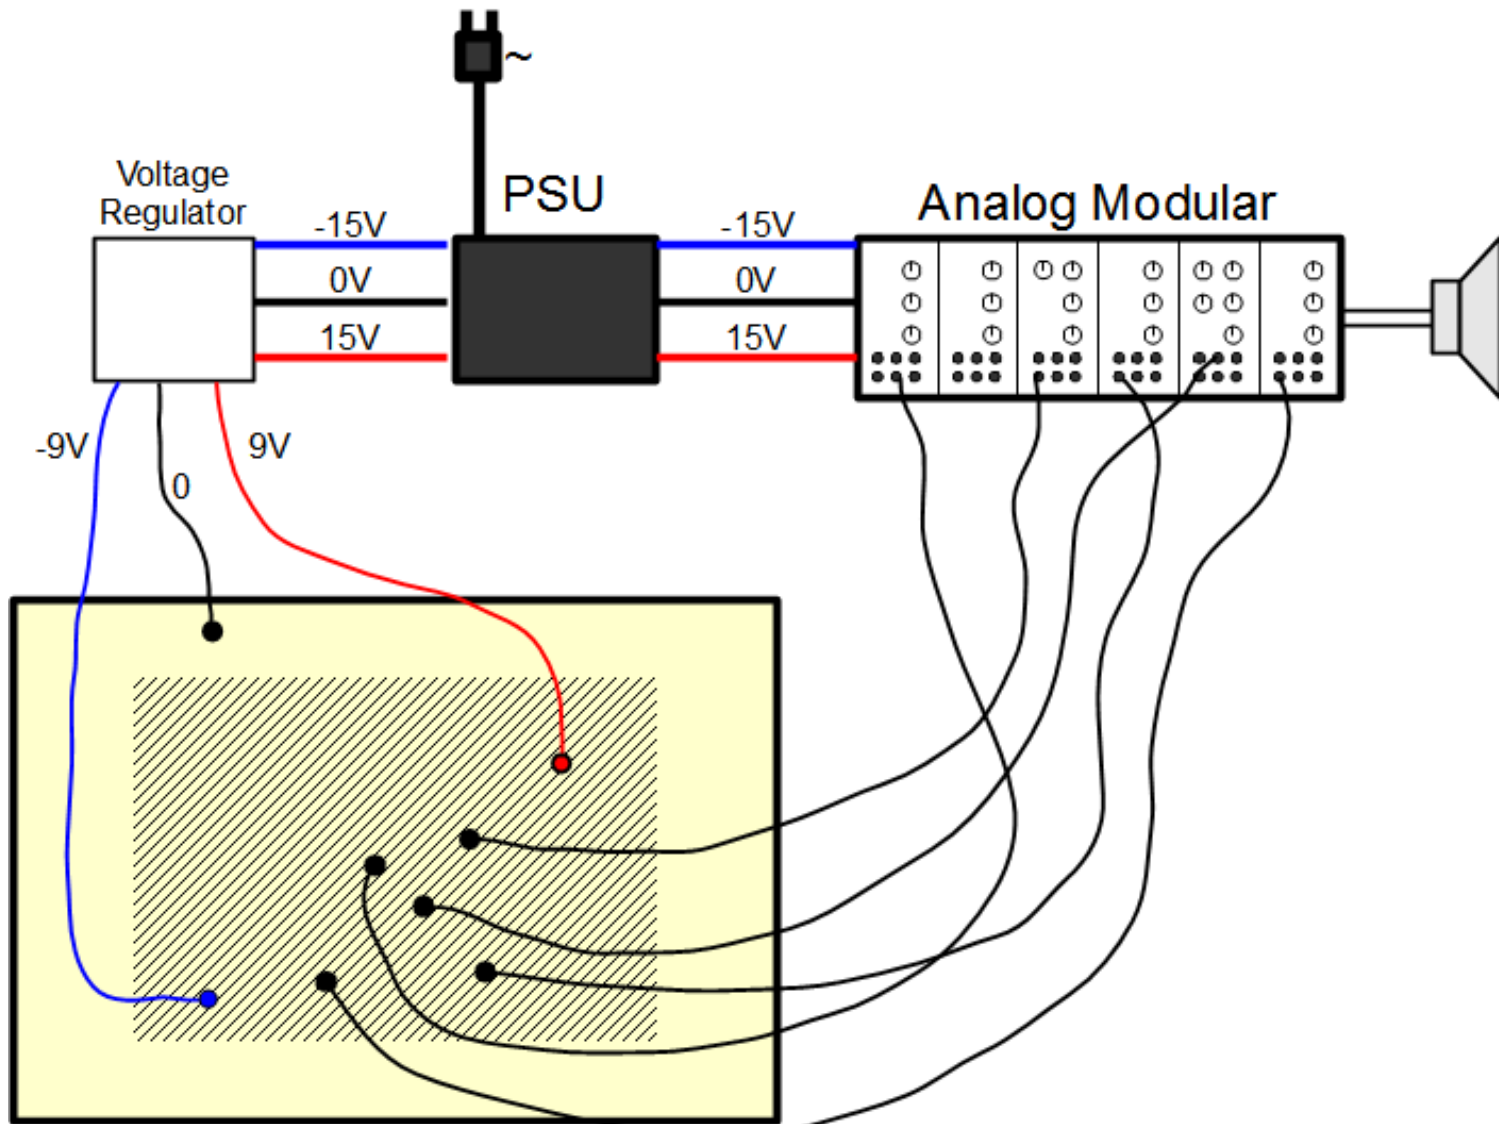 ~
PSU
Voltage
Regulator
Analog Modular
-15V
0V
15V
-15V
0V
15V
-9V
0
9V